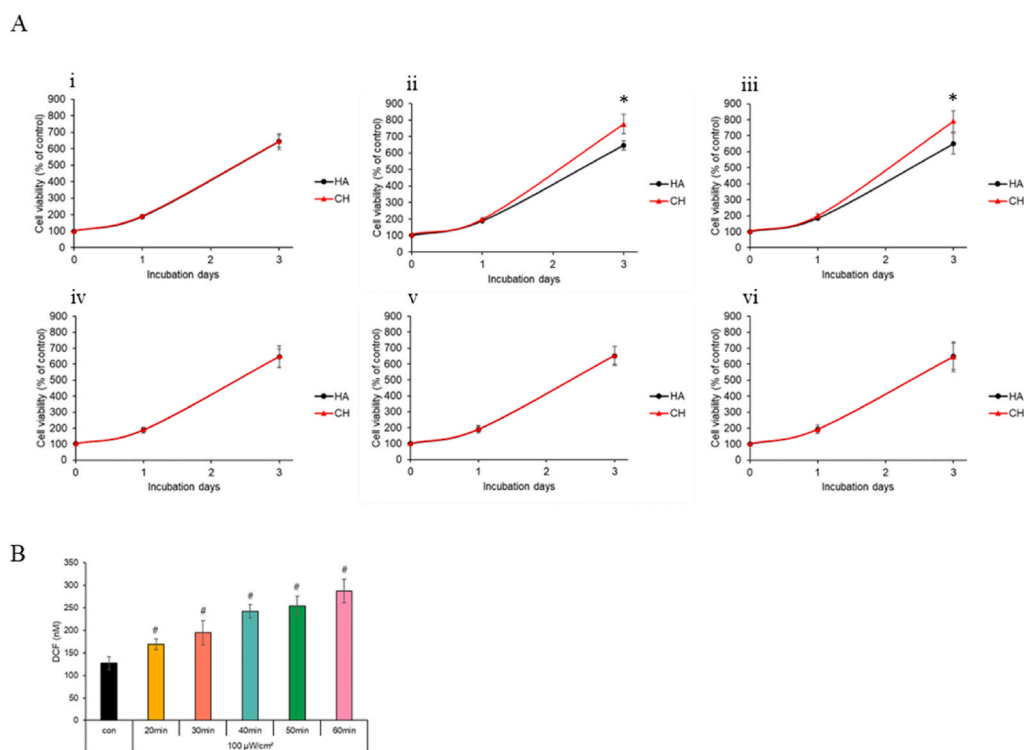 A
i
ii
iii
900
800
700
600
500
400
300
200
100
0
Cell viability (% of control)
0 1 2 3
Incubation days
HA
CH
*
900
800
700
600
500
400
300
200
100
0
Cell viability (% of control)
0 1 2 3
Incubation days
HA
CH
*
900
800
700
600
500
400
300
200
100
0
Cell viability (% of control)
0 1 2 3
Incubation days
HA
CH
iv
v
vi
900
800
700
600
500
400
300
200
100
0
Cell viability (% of control)
0 1 2 3
Incubation days
HA
CH
900
800
700
600
500
400
300
200
100
0
Cell viability (% of control)
0 1 2 3
Incubation days
HA
CH
900
800
700
600
500
400
300
200
100
0
Cell viability (% of control)
0 1 2 3
Incubation days
HA
CH
B
350
300
250
200
150
100
50
0
DCF (nM)
# # # # #
con 20min 30min 40min 50min 60min
100 μW/cm²